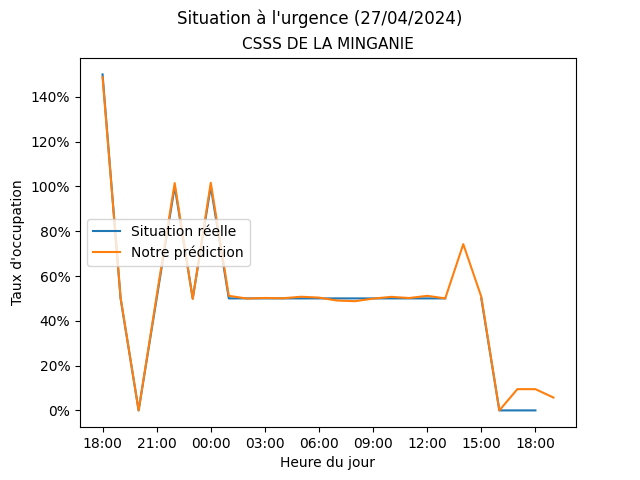 Situation à l'urgence (27/04/2024)
CSSS DE LA MINGANIE
140%
120%
100%
80%
60%
40%
20%
0%
Taux d'occupation
Situation réelle
Notre prédiction
18:00 21:00 00:00 03:00 06:00 09:00 12:00 15:00 18:00
Heure du jour